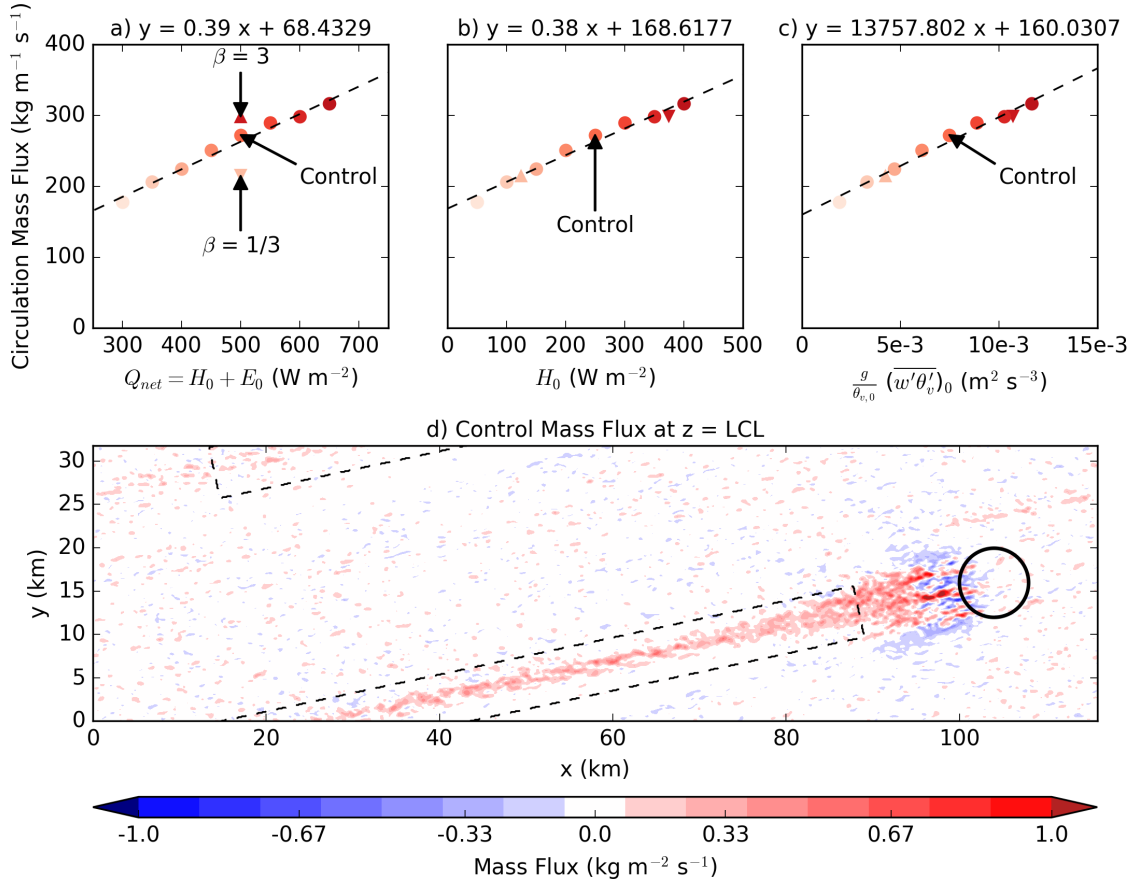 a) y = 0.39 x + 68.4329
b) y = 0.38 x + 168.6177
c) y = 13757.802 x + 160.0307
Circulation Mass Flux (kg m⁻¹ s⁻¹)
400
300
200
100
0
β = 3
Control
β = 1/3
Control
Control
300 400 500 600 700
0 100 200 300 400 500
0 5e-3 10e-3 15e-3
Q_net = H₀ + E₀ (W m⁻²)
H₀ (W m⁻²)
g/θ_v,0 (w′θ′_v)₀ (m² s⁻³)
d) Control Mass Flux at z = LCL
y (km)
30
25
20
15
10
5
0
0 20 40 60 80 100
x (km)
-1.0 -0.67 -0.33 0.0 0.33 0.67 1.0
Mass Flux (kg m⁻² s⁻¹)